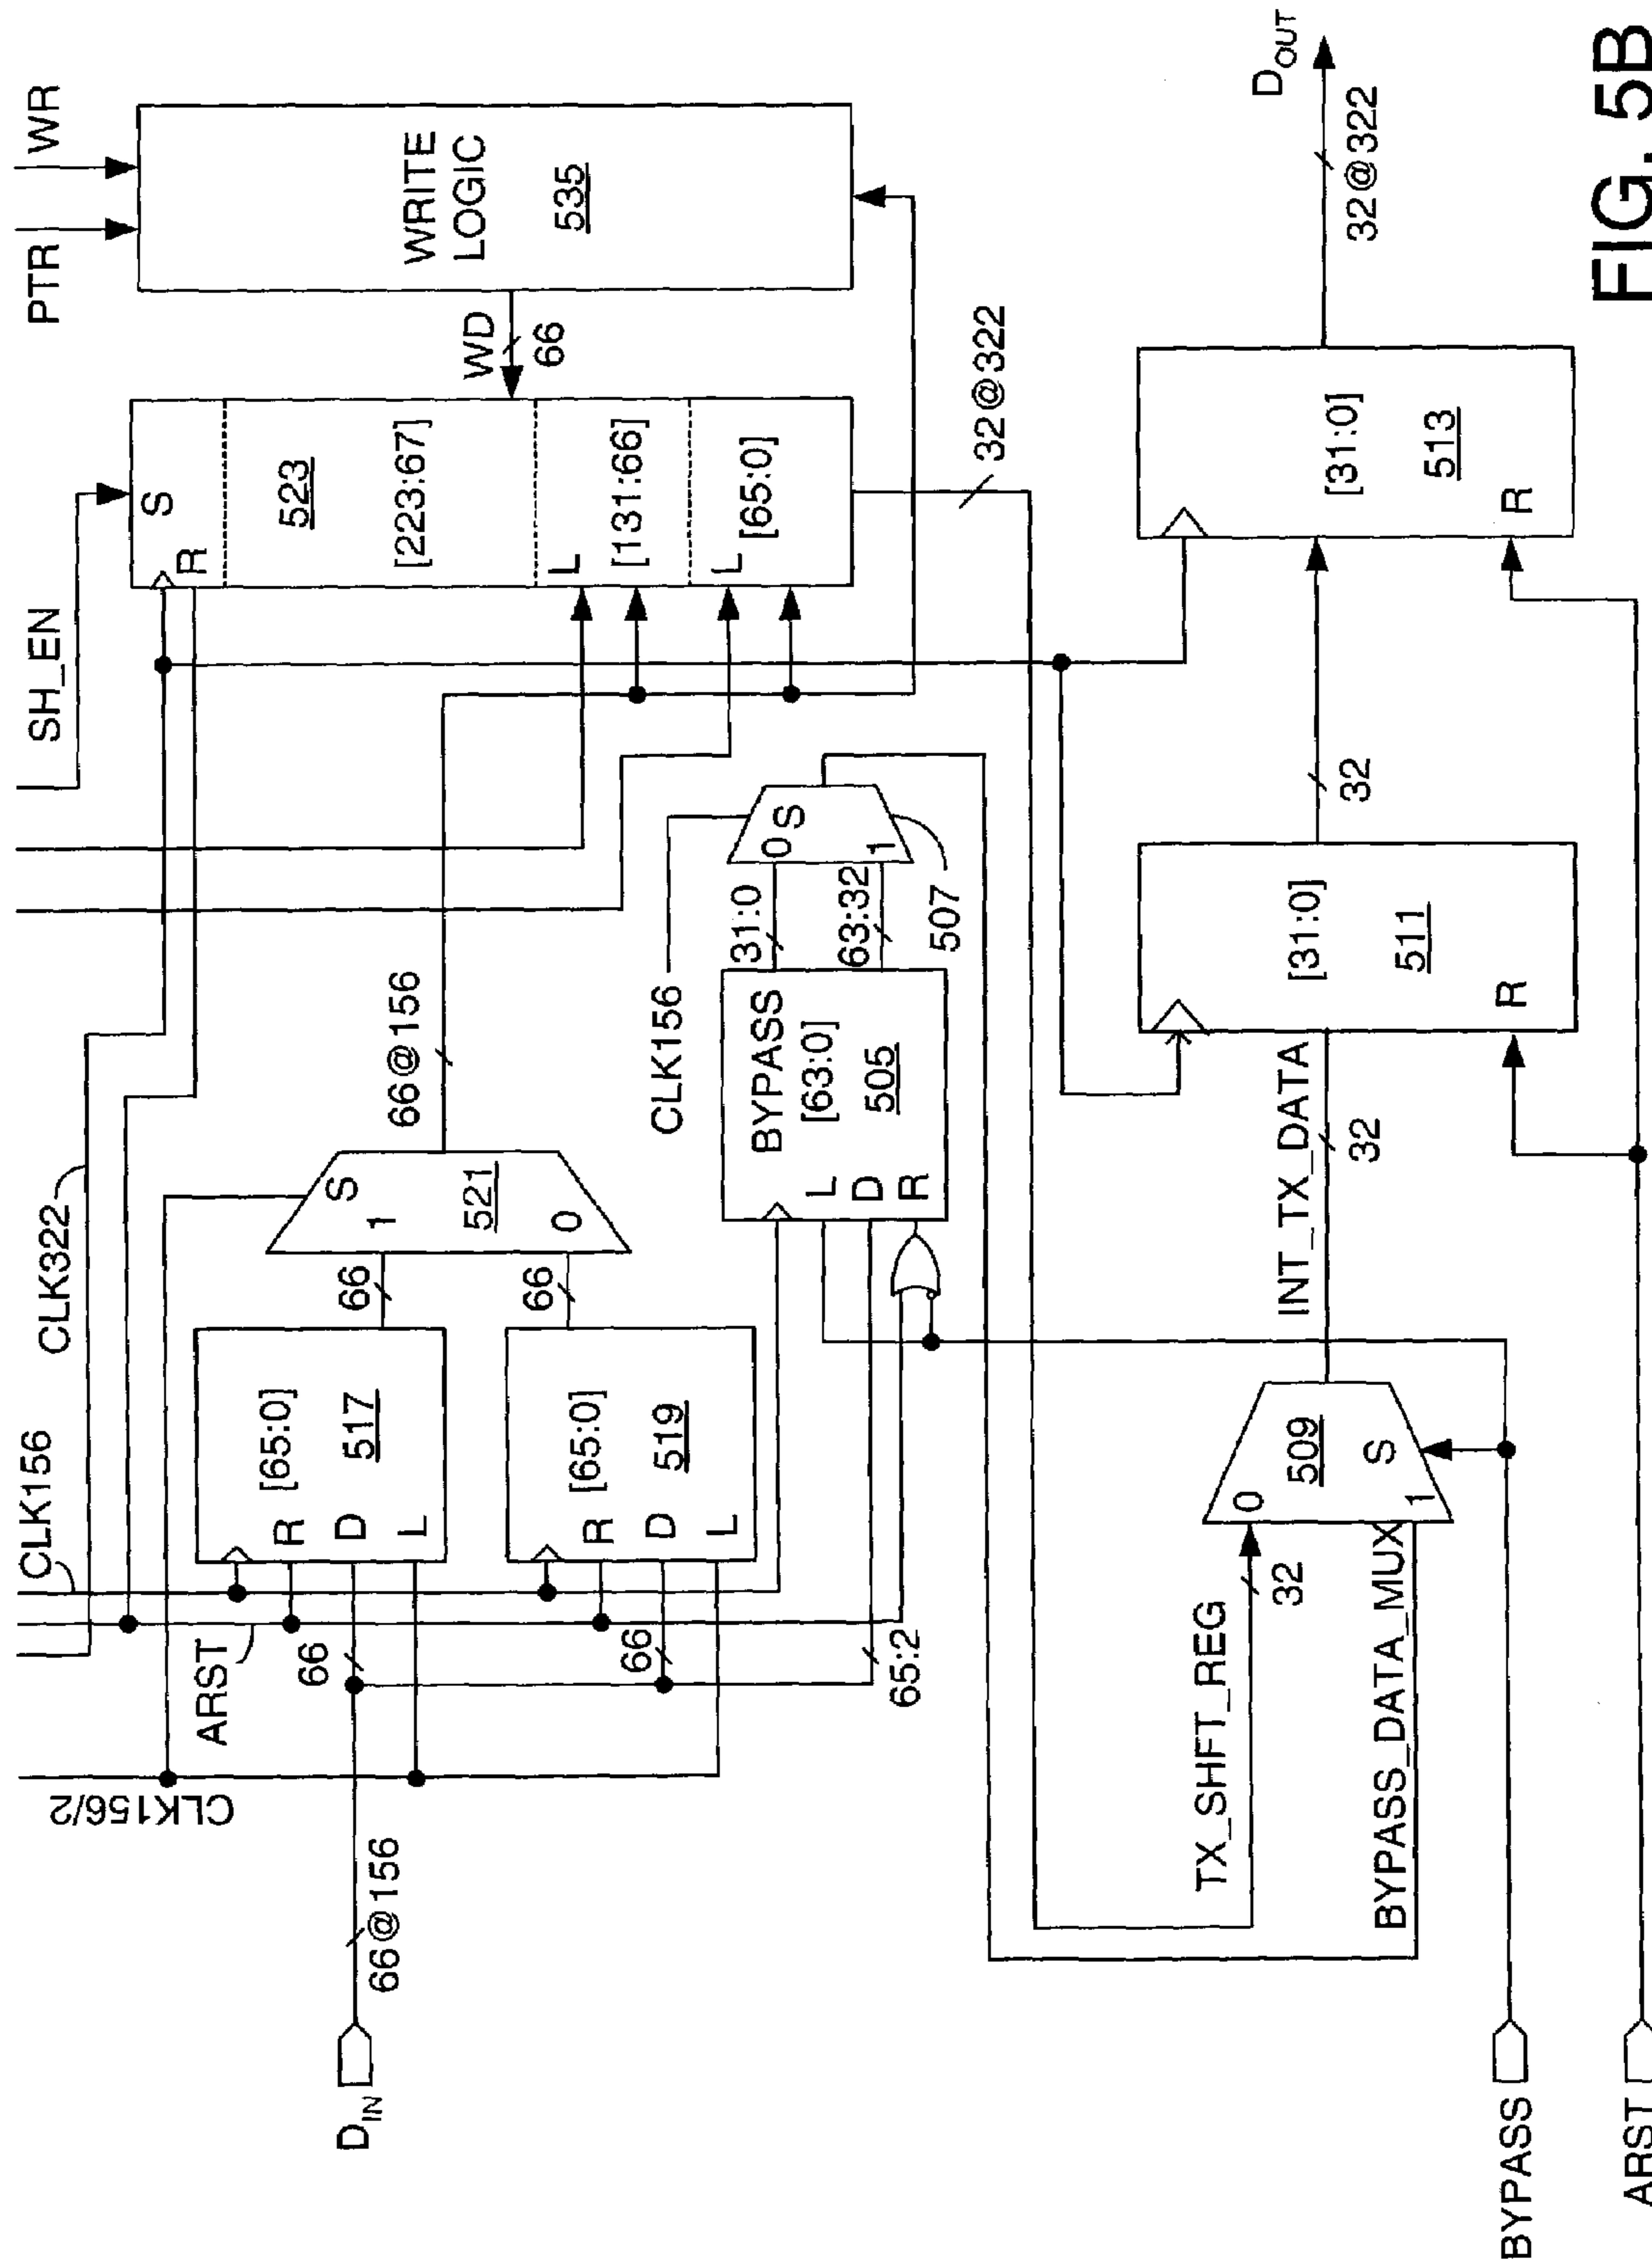 CLK156/2
CLK156
CLK322
ARST
SH_EN
PTR
WR
D_IN
66@156
66
66
65:2
[65:0]
517
R
D
L
[65:0]
519
R
D
L
66
66
S
1
521
0
66@156
S
R
523
[223:67]
L
[131:66]
L
[65:0]
WD
66
WRITE
LOGIC
535
CLK156
BYPASS
[63:0]
505
L
D
R
31:0
63:32
0
S
1
507
32@322
TX_SHFT_REG
32
BYPASS_DATA_MUX
0
509
S
1
INT_TX_DATA
32
[31:0]
511
R
32
[31:0]
513
R
D_OUT
32@322
BYPASS
ARST
FIG. 5B